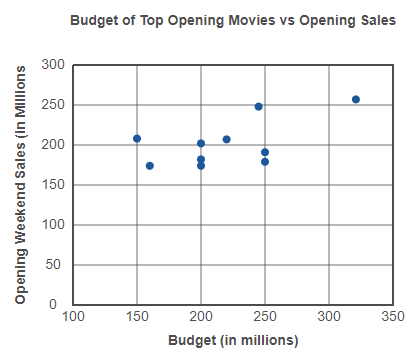 Budget of Top Opening Movies vs Opening Sales
300
250
200
150
100
50
0
Opening Weekend Sales (In MIllions
100 150 200 250 300 350
Budget (in millions)